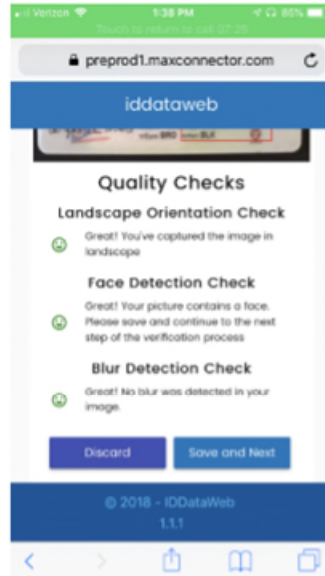 Verizon 1:38 PM 85%
Touch to return to call 07:25
preprod1.maxconnector.com
iddataweb
BRO BLK
Quality Checks
Landscape Orientation Check
Great! You've captured the image in
landscape
Face Detection Check
Great! Your picture contains a face.
Please save and continue to the next
step of the verification process
Blur Detection Check
Great! No blur was detected in your
image.
Discard Save and Next
© 2018 - IDDataWeb
1.1.1